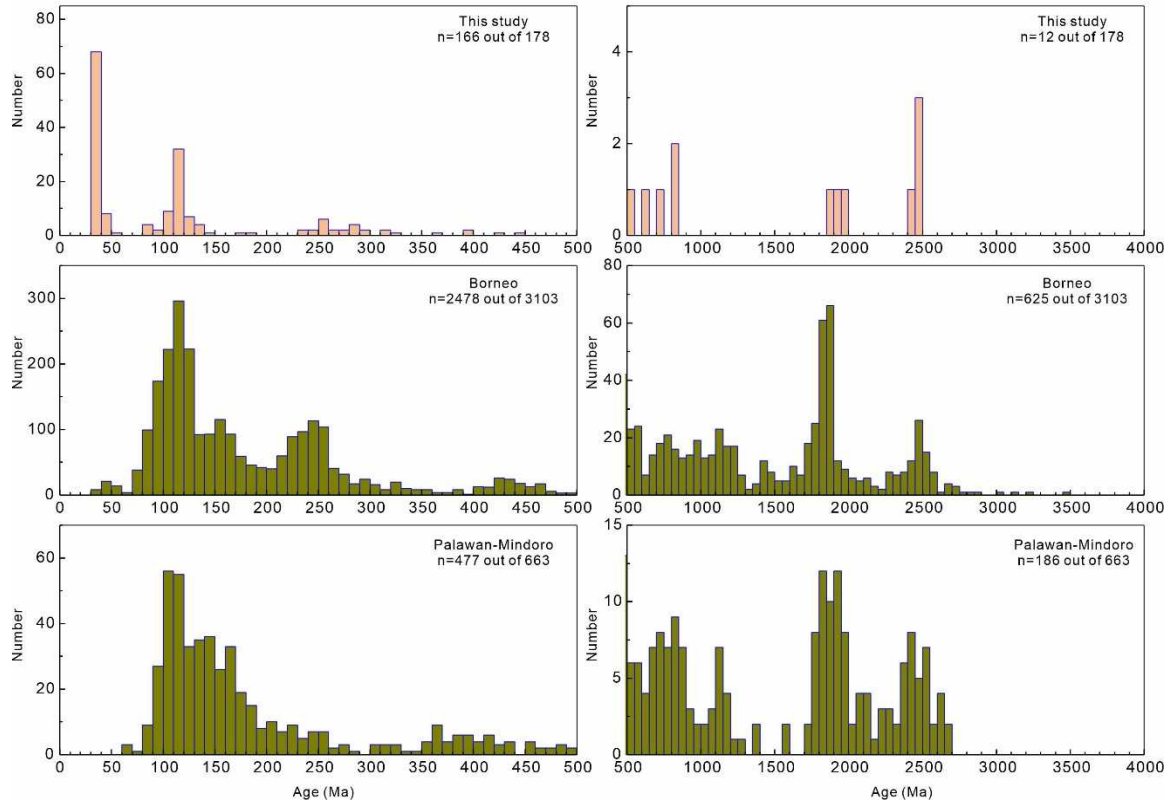 80
60
40
20
0
Number
This study
n=166 out of 178
0 50 100 150 200 250 300 350 400 450 500
4
2
0
Number
This study
n=12 out of 178
500 1000 1500 2000 2500 3000 3500 4000
300
200
100
0
Number
Borneo
n=2478 out of 3103
0 50 100 150 200 250 300 350 400 450 500
80
60
40
20
0
Number
Borneo
n=625 out of 3103
500 1000 1500 2000 2500 3000 3500 4000
60
40
20
0
Number
Palawan-Mindoro
n=477 out of 663
0 50 100 150 200 250 300 350 400 450 500
Age (Ma)
15
10
5
0
Number
Palawan-Mindoro
n=186 out of 663
500 1000 1500 2000 2500 3000 3500 4000
Age (Ma)